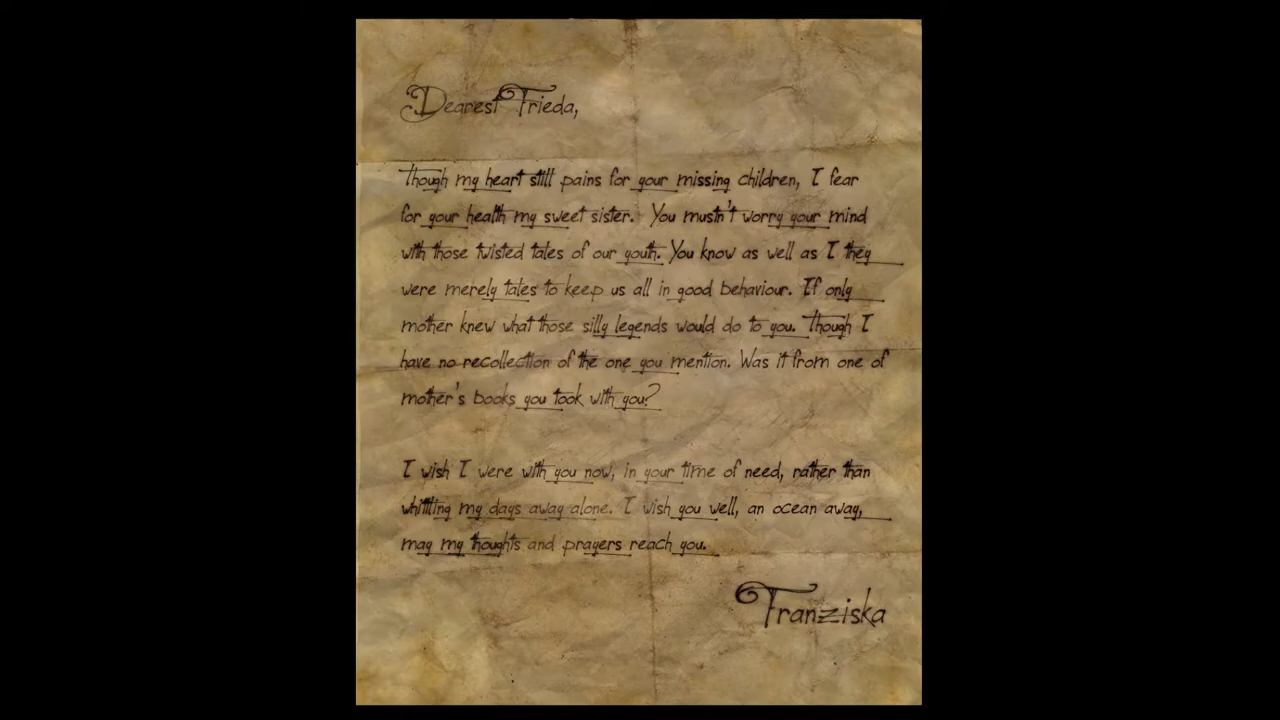 Dearest Frieda,
Though my heart still pains for your missing children, I fear
for your health my sweet sister. You mustn't worry your mind
with those twisted tales of our youth. You know as well as I they
were merely tales to keep us all in good behaviour. If only
mother knew what those silly legends would do to you. Though I
have no recollection of the one you mention. Was it from one of
mother's books you took with you?
I wish I were with you now, in your time of need, rather than
whittling my days away alone. I wish you well, an ocean away,
may my thoughts and prayers reach you.
Franziska